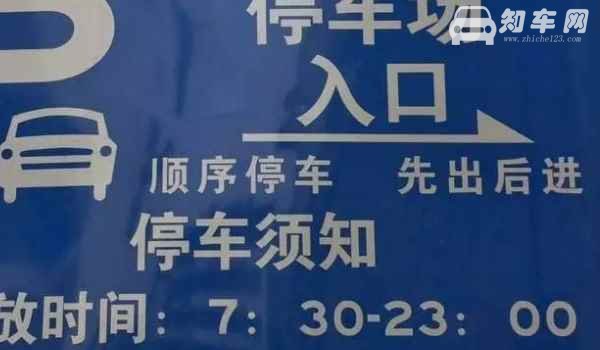 停车场
知车网
www.zhiche123.com
入口
顺序停车 先出后进
停车须知
放时间：7：30-23：00